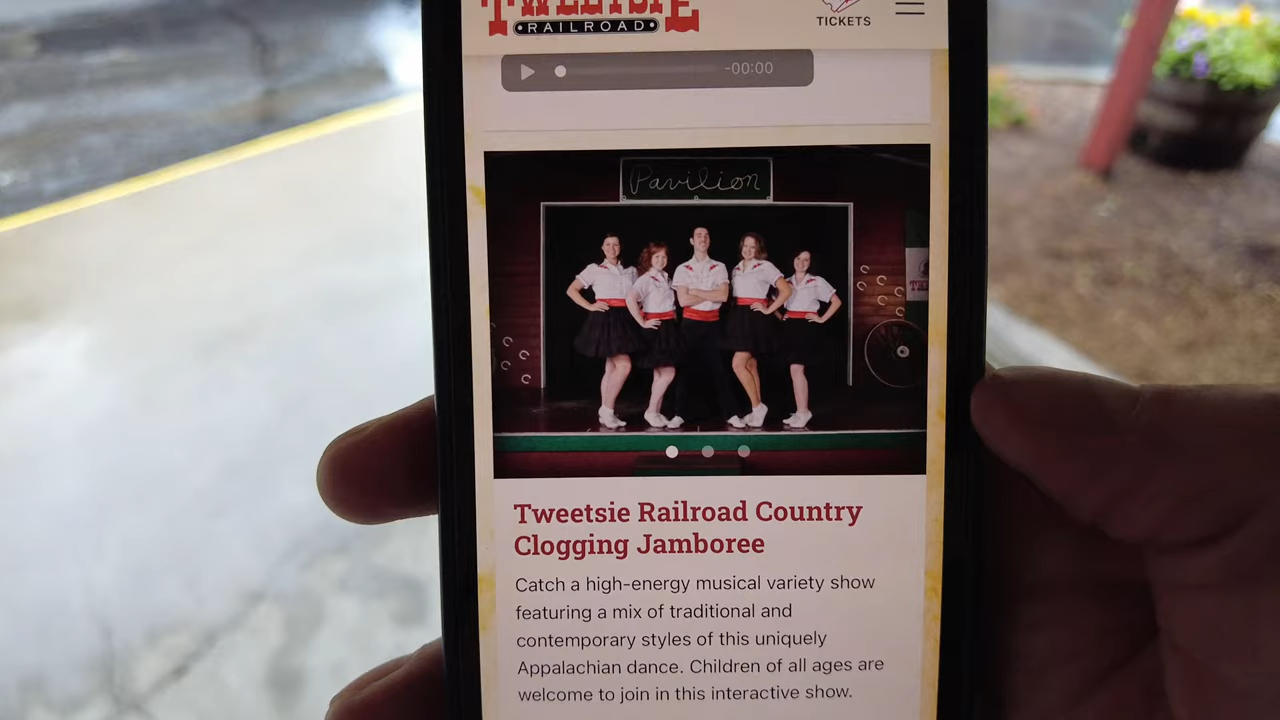 TWEETSIE
RAILROAD
TICKETS
-00:00
Pavilion
Tweetsie Railroad Country
Clogging Jamboree
Catch a high-energy musical variety show
featuring a mix of traditional and
contemporary styles of this uniquely
Appalachian dance. Children of all ages are
welcome to join in this interactive show.